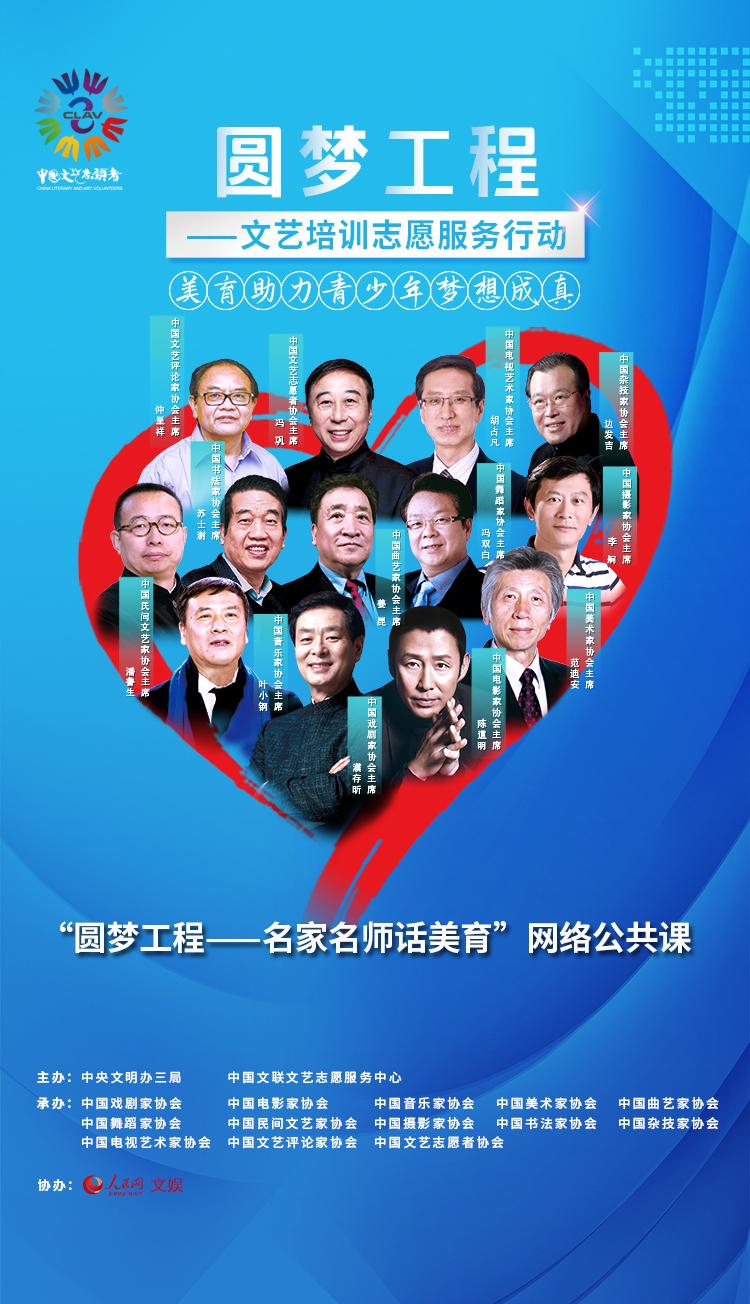 CLAV
中国文艺志愿者
CHINA LITERARY AND ART VOLUNTEERS
圆梦工程
——文艺培训志愿服务行动
美育助力青少年梦想成真
中国文艺评论家协会主席
仲呈祥
中国文艺志愿者协会主席
冯巩
中国电视艺术家协会主席
胡占凡
中国杂技家协会主席
边发吉
中国书法家协会主席
苏士澍
中国曲艺家协会主席
姜昆
中国舞蹈家协会主席
冯双白
中国摄影家协会主席
李舸
中国民间文艺家协会主席
潘鲁生
中国音乐家协会主席
叶小钢
中国戏剧家协会主席
濮存昕
中国电影家协会主席
陈道明
中国美术家协会主席
范迪安
“圆梦工程——名家名师话美育”网络公共课
主办：中央文明办三局 中国文联文艺志愿服务中心
承办：中国戏剧家协会 中国电影家协会 中国音乐家协会 中国美术家协会 中国曲艺家协会
中国舞蹈家协会 中国民间文艺家协会 中国摄影家协会 中国书法家协会 中国杂技家协会
中国电视艺术家协会 中国文艺评论家协会 中国文艺志愿者协会
协办：人民网 文娱